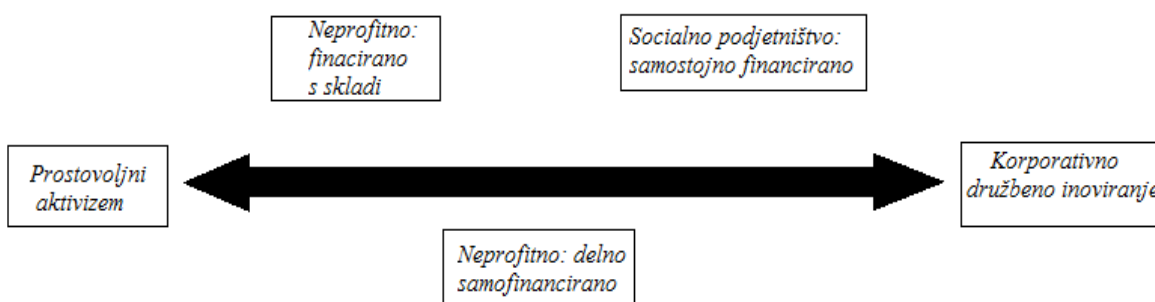 Neprofitno:
finacirano
s skladi
Socialno podjetništvo:
samostojno financirano
Prostovoljni
aktivizem
Korporativno
družbeno inoviranje
Neprofitno: delno
samofinancirano